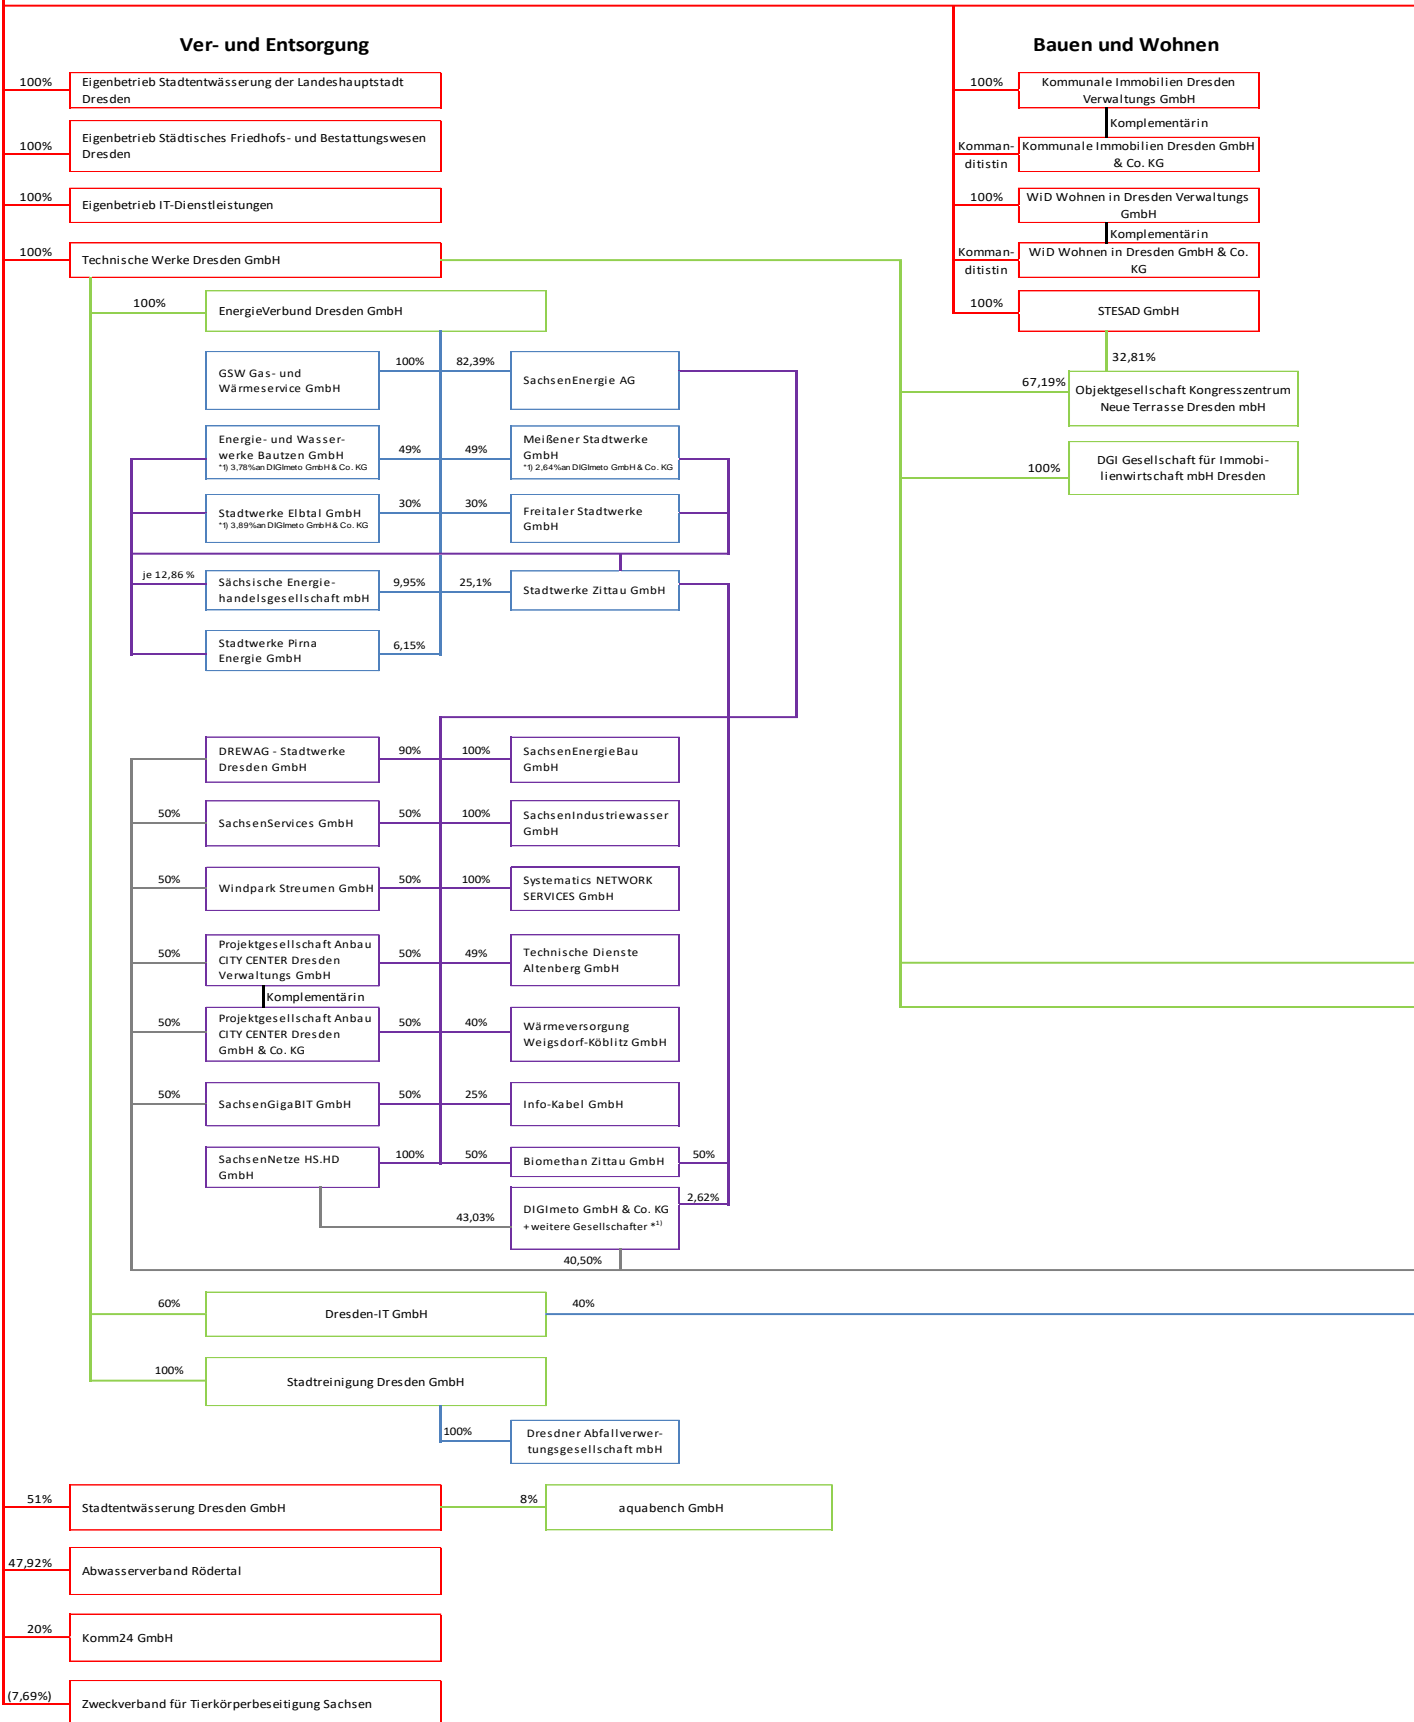 Ver- und Entsorgung
100%
Eigenbetrieb Stadtentwässerung der Landeshauptstadt
Dresden
100%
Eigenbetrieb Städtisches Friedhofs- und Bestattungswesen
Dresden
100%
Eigenbetrieb IT-Dienstleistungen
100%
Technische Werke Dresden GmbH
100%
EnergieVerbund Dresden GmbH
GSW Gas- und
Wärmeservice GmbH
100%
82,39%
SachsenEnergie AG
Energie- und Wasser-
werke Bautzen GmbH
*1) 3,78%an DIGImeto GmbH & Co. KG
49%
49%
Meißener Stadtwerke
GmbH
*1) 2,64%an DIGImeto GmbH & Co. KG
Stadtwerke Elbtal GmbH
*1) 3,89%an DIGImeto GmbH & Co. KG
30%
30%
Freitaler Stadtwerke
GmbH
je 12,86 %
Sächsische Energie-
handelsgesellschaft mbH
9,95%
25,1%
Stadtwerke Zittau GmbH
Stadtwerke Pirna
Energie GmbH
6,15%
DREWAG - Stadtwerke
Dresden GmbH
90%
100%
SachsenEnergieBau
GmbH
50%
SachsenServices GmbH
50%
100%
SachsenIndustriewasser
GmbH
50%
Windpark Streumen GmbH
50%
100%
Systematics NETWORK
SERVICES GmbH
50%
Projektgesellschaft Anbau
CITY CENTER Dresden
Verwaltungs GmbH
50%
49%
Technische Dienste
Altenberg GmbH
Komplementärin
50%
Projektgesellschaft Anbau
CITY CENTER Dresden
GmbH & Co. KG
50%
40%
Wärmeversorgung
Weigsdorf-Köblitz GmbH
50%
SachsenGigaBIT GmbH
50%
25%
Info-Kabel GmbH
SachsenNetze HS.HD
GmbH
100%
50%
Biomethan Zittau GmbH
50%
43,03%
DIGImeto GmbH & Co. KG
+ weitere Gesellschafter *1)
2,62%
40,50%
60%
Dresden-IT GmbH
40%
100%
Stadtreinigung Dresden GmbH
100%
Dresdner Abfallverwer-
tungsgesellschaft mbH
51%
Stadtentwässerung Dresden GmbH
8%
aquabench GmbH
47,92%
Abwasserverband Rödertal
20%
Komm24 GmbH
(7,69%)
Zweckverband für Tierkörperbeseitigung Sachsen
Bauen und Wohnen
100%
Kommunale Immobilien Dresden
Verwaltungs GmbH
Komplementärin
Komman-
ditistin
Kommunale Immobilien Dresden GmbH
& Co. KG
100%
WiD Wohnen in Dresden Verwaltungs
GmbH
Komplementärin
Komman-
ditistin
WiD Wohnen in Dresden GmbH & Co.
KG
100%
STESAD GmbH
32,81%
67,19%
Objektgesellschaft Kongresszentrum
Neue Terrasse Dresden mbH
100%
DGI Gesellschaft für Immobi-
lienwirtschaft mbH Dresden